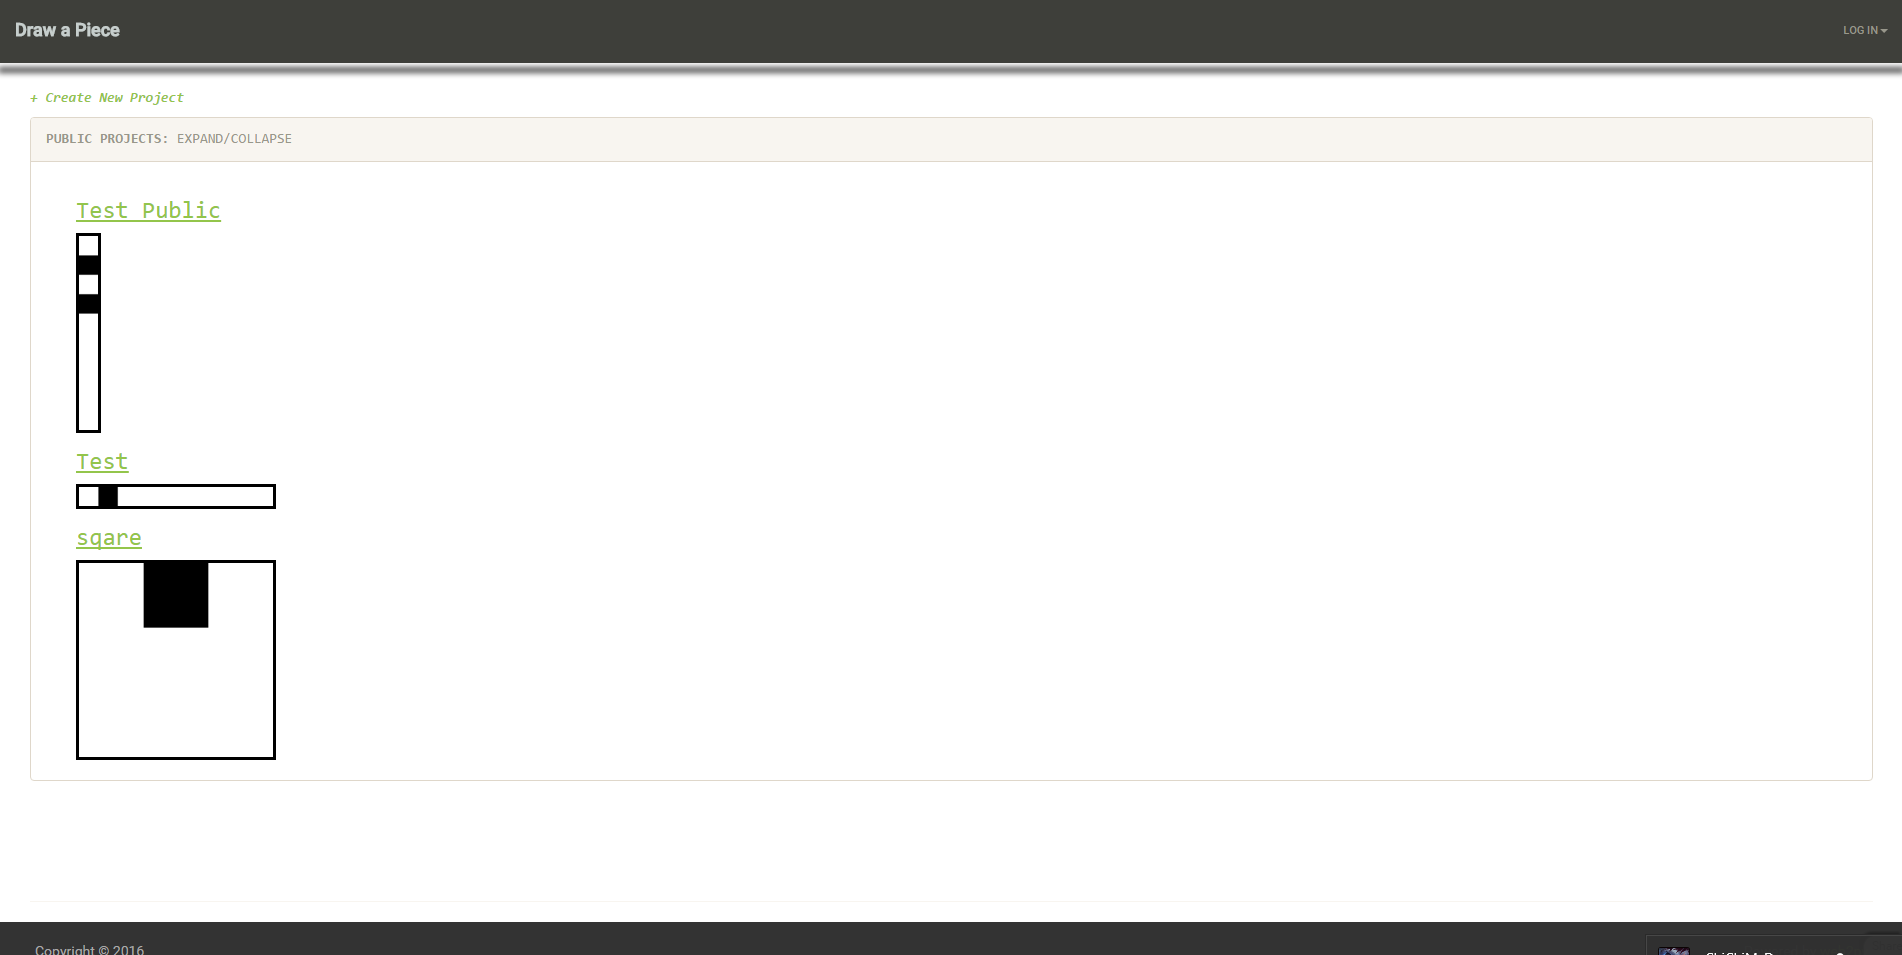 Draw a Piece
LOG IN
+ Create New Project
PUBLIC PROJECTS: EXPAND/COLLAPSE
Test Public
Test
sqare
Copyright © 2016